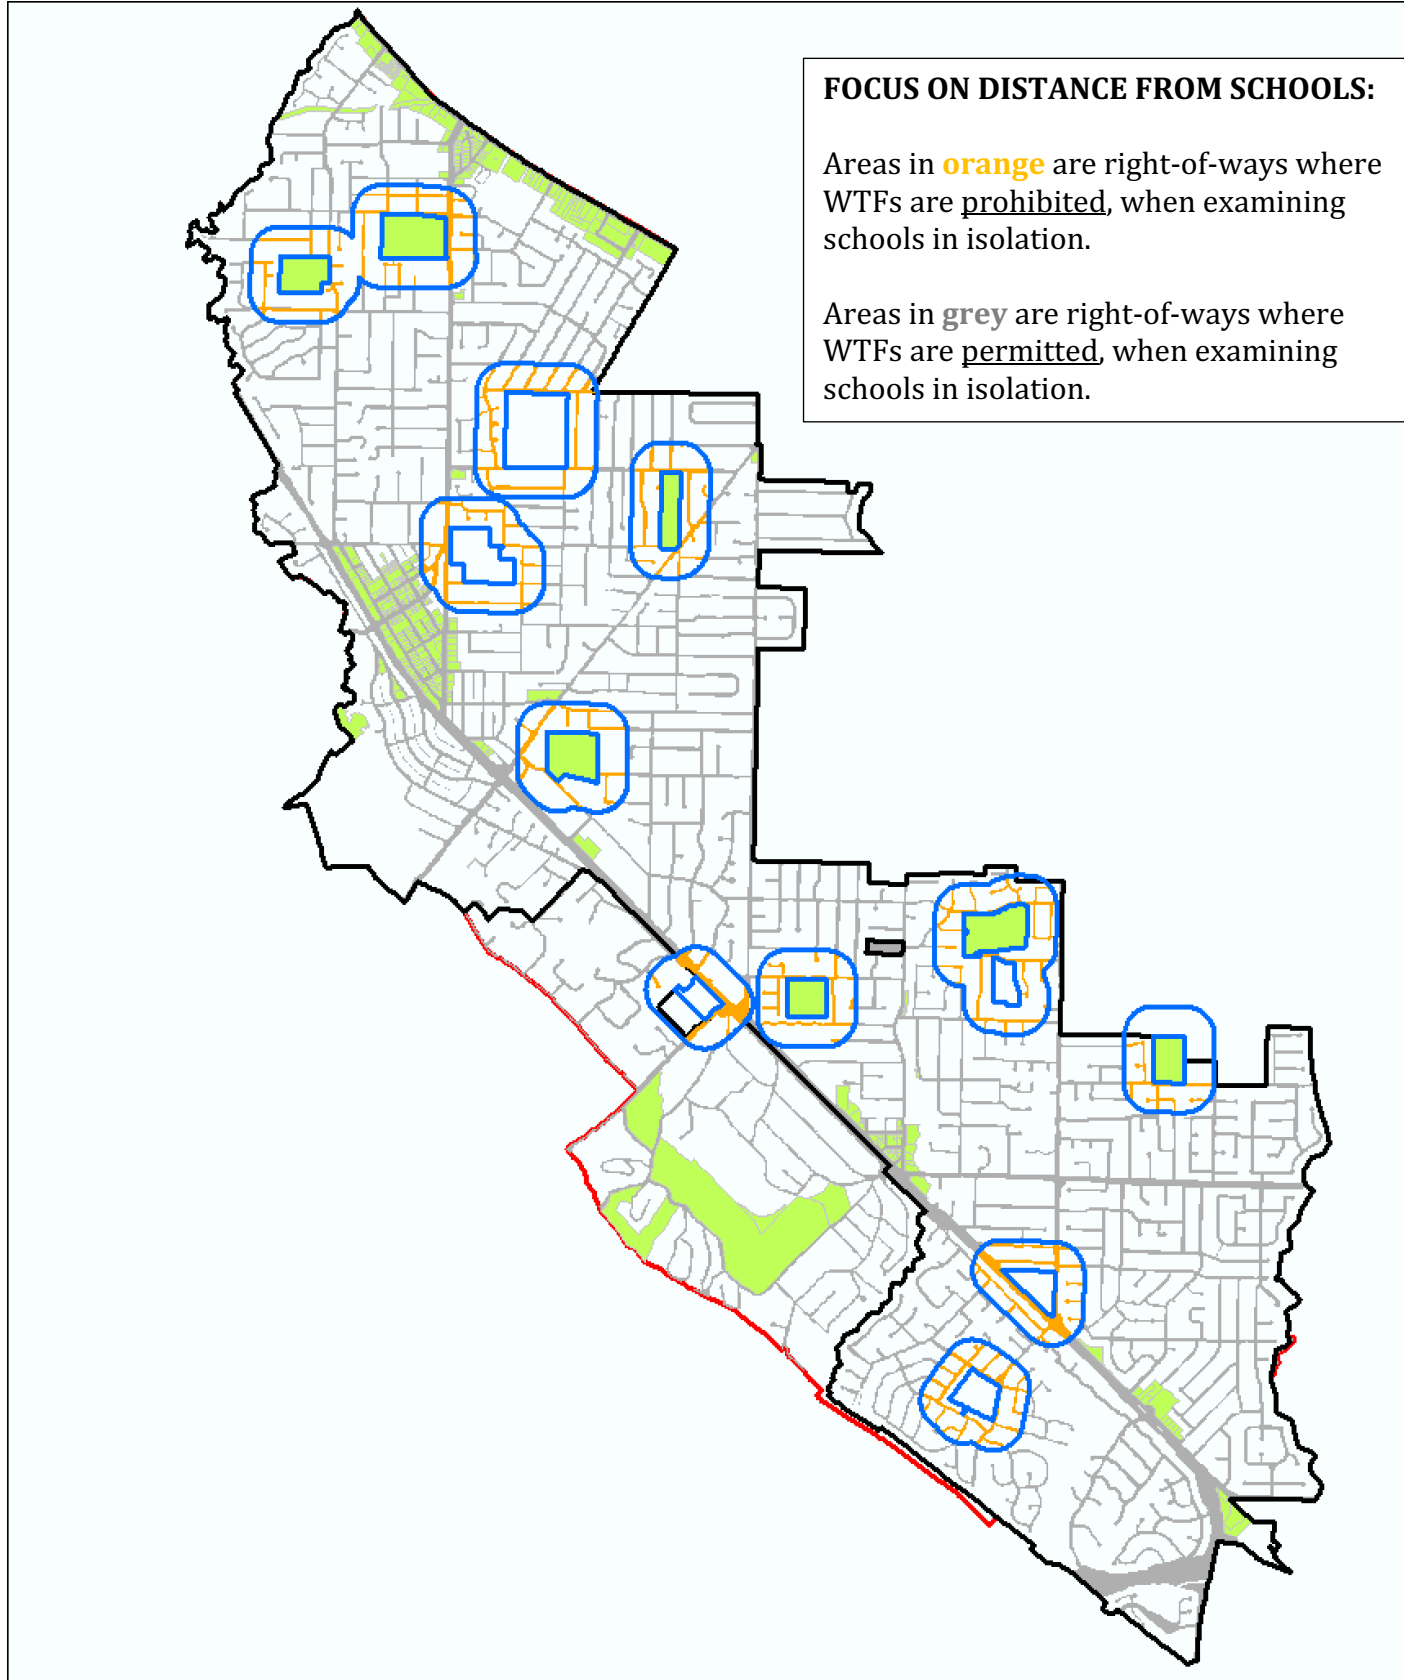 FOCUS ON DISTANCE FROM SCHOOLS:
Areas in orange are right-of-ways where
WTFs are prohibited, when examining
schools in isolation.
Areas in grey are right-of-ways where
WTFs are permitted, when examining
schools in isolation.